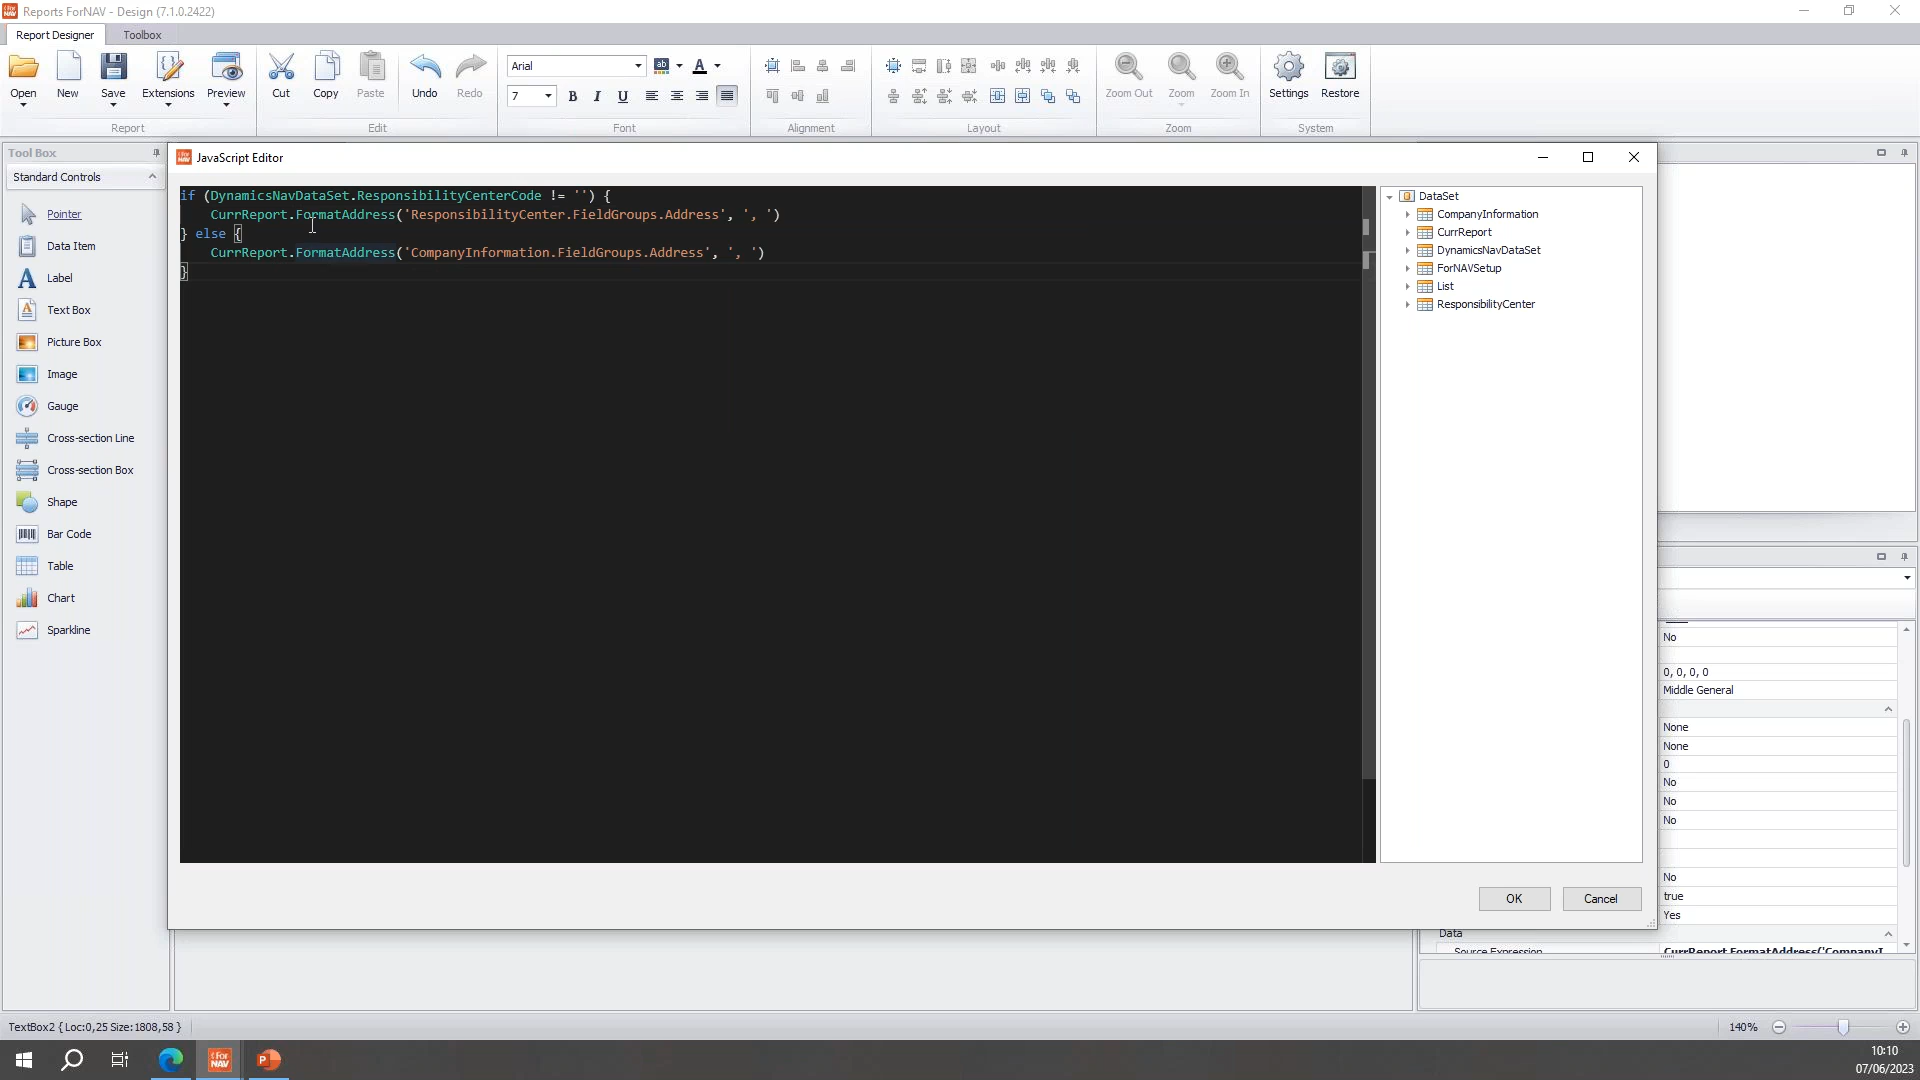 Reports ForNAV - Design (7.1.0.2422)
Report Designer
Toolbox
Open
New
Save
Extensions
Preview
Report
Cut
Copy
Paste
Undo
Redo
Edit
Arial
7
B
I
U
Font
Alignment
Layout
Zoom Out
Zoom
Zoom In
Zoom
Settings
Restore
System
Tool Box
Standard Controls
Pointer
Data Item
Label
Text Box
Picture Box
Image
Gauge
Cross-section Line
Cross-section Box
Shape
Bar Code
Table
Chart
Sparkline
JavaScript Editor
if (DynamicsNavDataSet.ResponsibilityCenterCode != '') {
CurrReport.FormatAddress('ResponsibilityCenter.FieldGroups.Address', ', ')
} else {
CurrReport.FormatAddress('CompanyInformation.FieldGroups.Address', ', ')
}
DataSet
CompanyInformation
CurrReport
DynamicsNavDataSet
ForNAVSetup
List
ResponsibilityCenter
OK
Cancel
No
0, 0, 0, 0
Middle General
None
None
0
No
No
No
No
true
Yes
Data
Source Expression
CurrReport.FormatAddress('CompanyI
TextBox2 { Loc:0,25 Size:1808,58 }
140%
10:10
07/06/2023